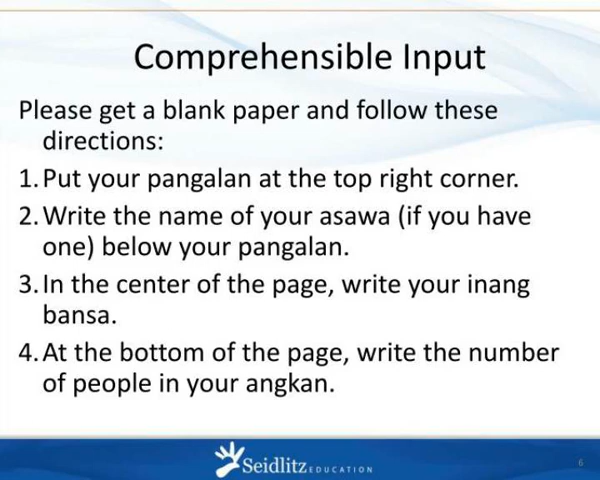 Comprehensible Input
Please get a blank paper and follow these
directions:
1. Put your pangalan at the top right corner.
2. Write the name of your asawa (if you have
one) below your pangalan.
3. In the center of the page, write your inang
bansa.
4. At the bottom of the page, write the number
of people in your angkan.
Seidlitz EDUCATION
6